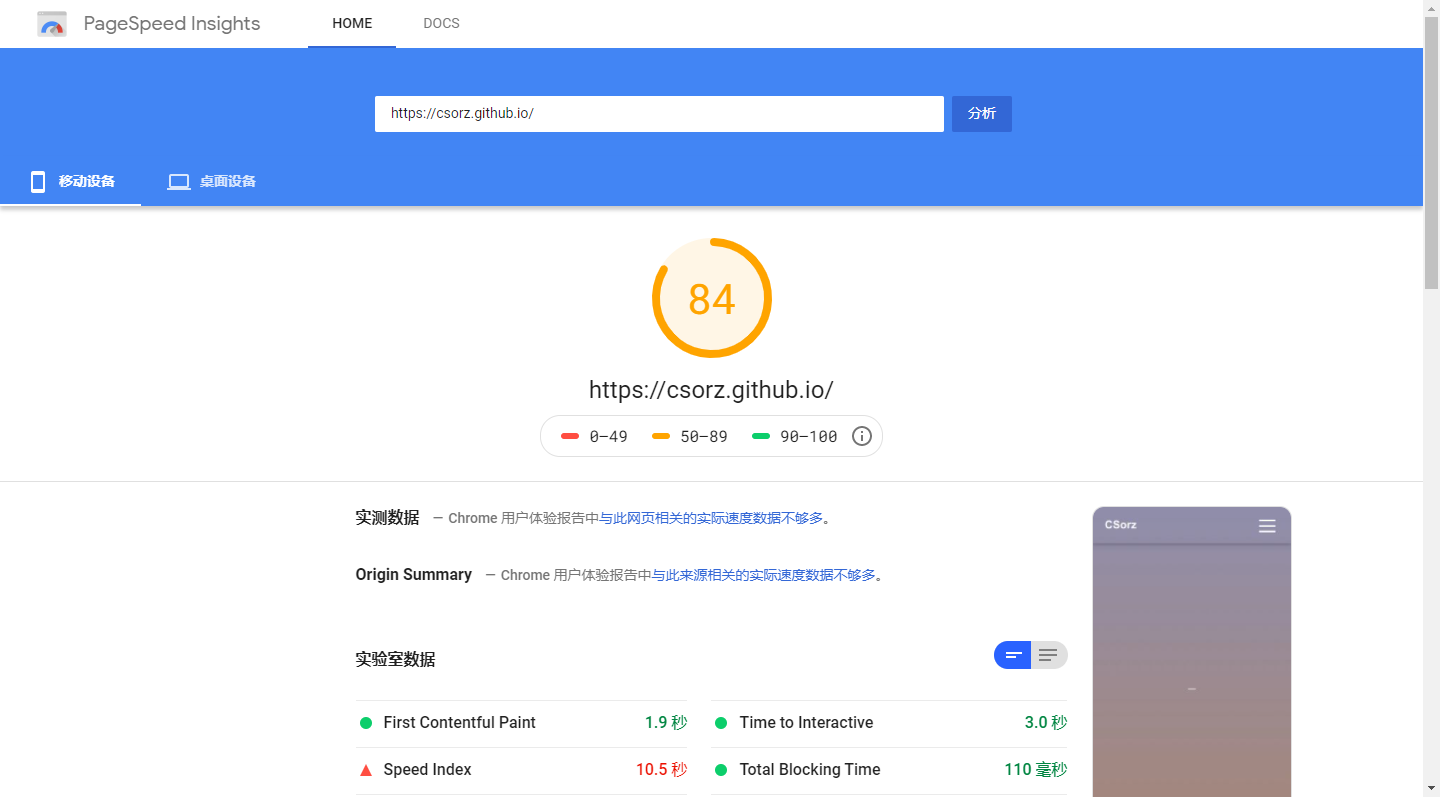 PageSpeed Insights
HOME
DOCS
https://csorz.github.io/
分析
移动设备
桌面设备
84
https://csorz.github.io/
0–49
50–89
90–100
实测数据 — Chrome 用户体验报告中与此网页相关的实际速度数据不够多。
Origin Summary — Chrome 用户体验报告中与此来源相关的实际速度数据不够多。
CSorz
实验室数据
First Contentful Paint 1.9 秒
Time to Interactive 3.0 秒
Speed Index 10.5 秒
Total Blocking Time 110 毫秒